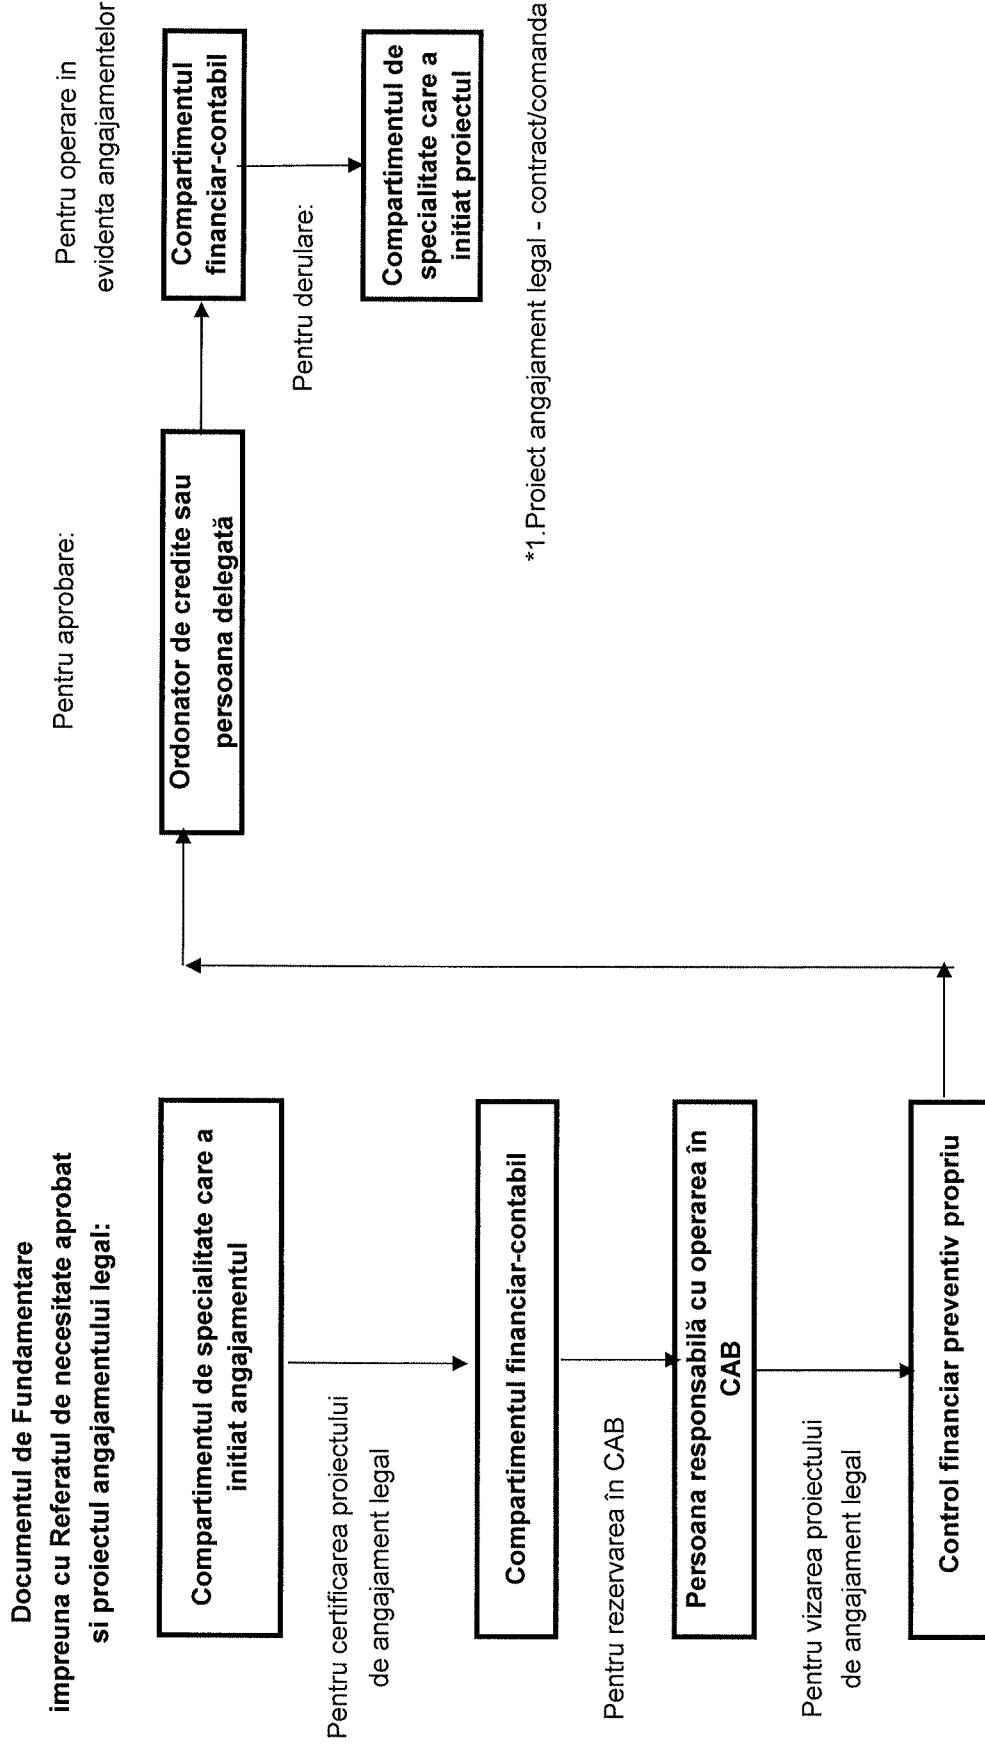 Documentul de Fundamentare
impreuna cu Referatul de necesitate aprobat
si proiectul angajamentului legal:
Compartimentul de specialitate care a
initiat angajamentul
Pentru certificarea proiectului
de angajament legal
Compartimentul financiar-contabil
Pentru rezervarea în CAB
Persoana responsabilă cu operarea în
CAB
Pentru vizarea proiectului
de angajament legal
Control financiar preventiv propriu
Pentru aprobare:
Ordonator de credite sau
persoana delegată
Pentru operare in
evidenta angajamentelor
Compartimentul
financiar-contabil
Pentru derulare:
Compartimentul de
specialitate care a
initiat proiectul
*1.Proiect angajament legal - contract/comanda